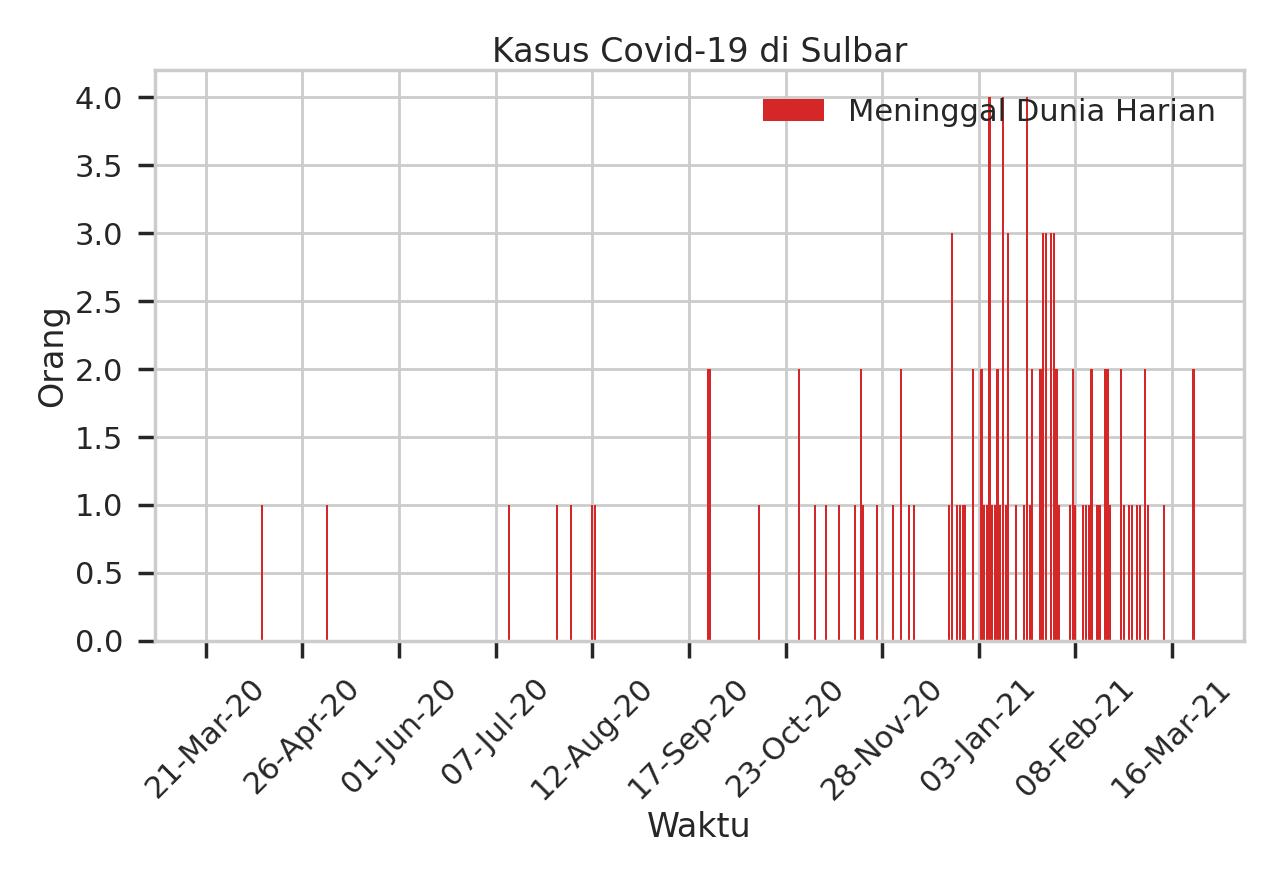 Kasus Covid-19 di Sulbar
Meninggal Dunia Harian
Orang
4.0
3.5
3.0
2.5
2.0
1.5
1.0
0.5
0.0
21-Mar-20
26-Apr-20
01-Jun-20
07-Jul-20
12-Aug-20
17-Sep-20
23-Oct-20
28-Nov-20
03-Jan-21
08-Feb-21
16-Mar-21
Waktu